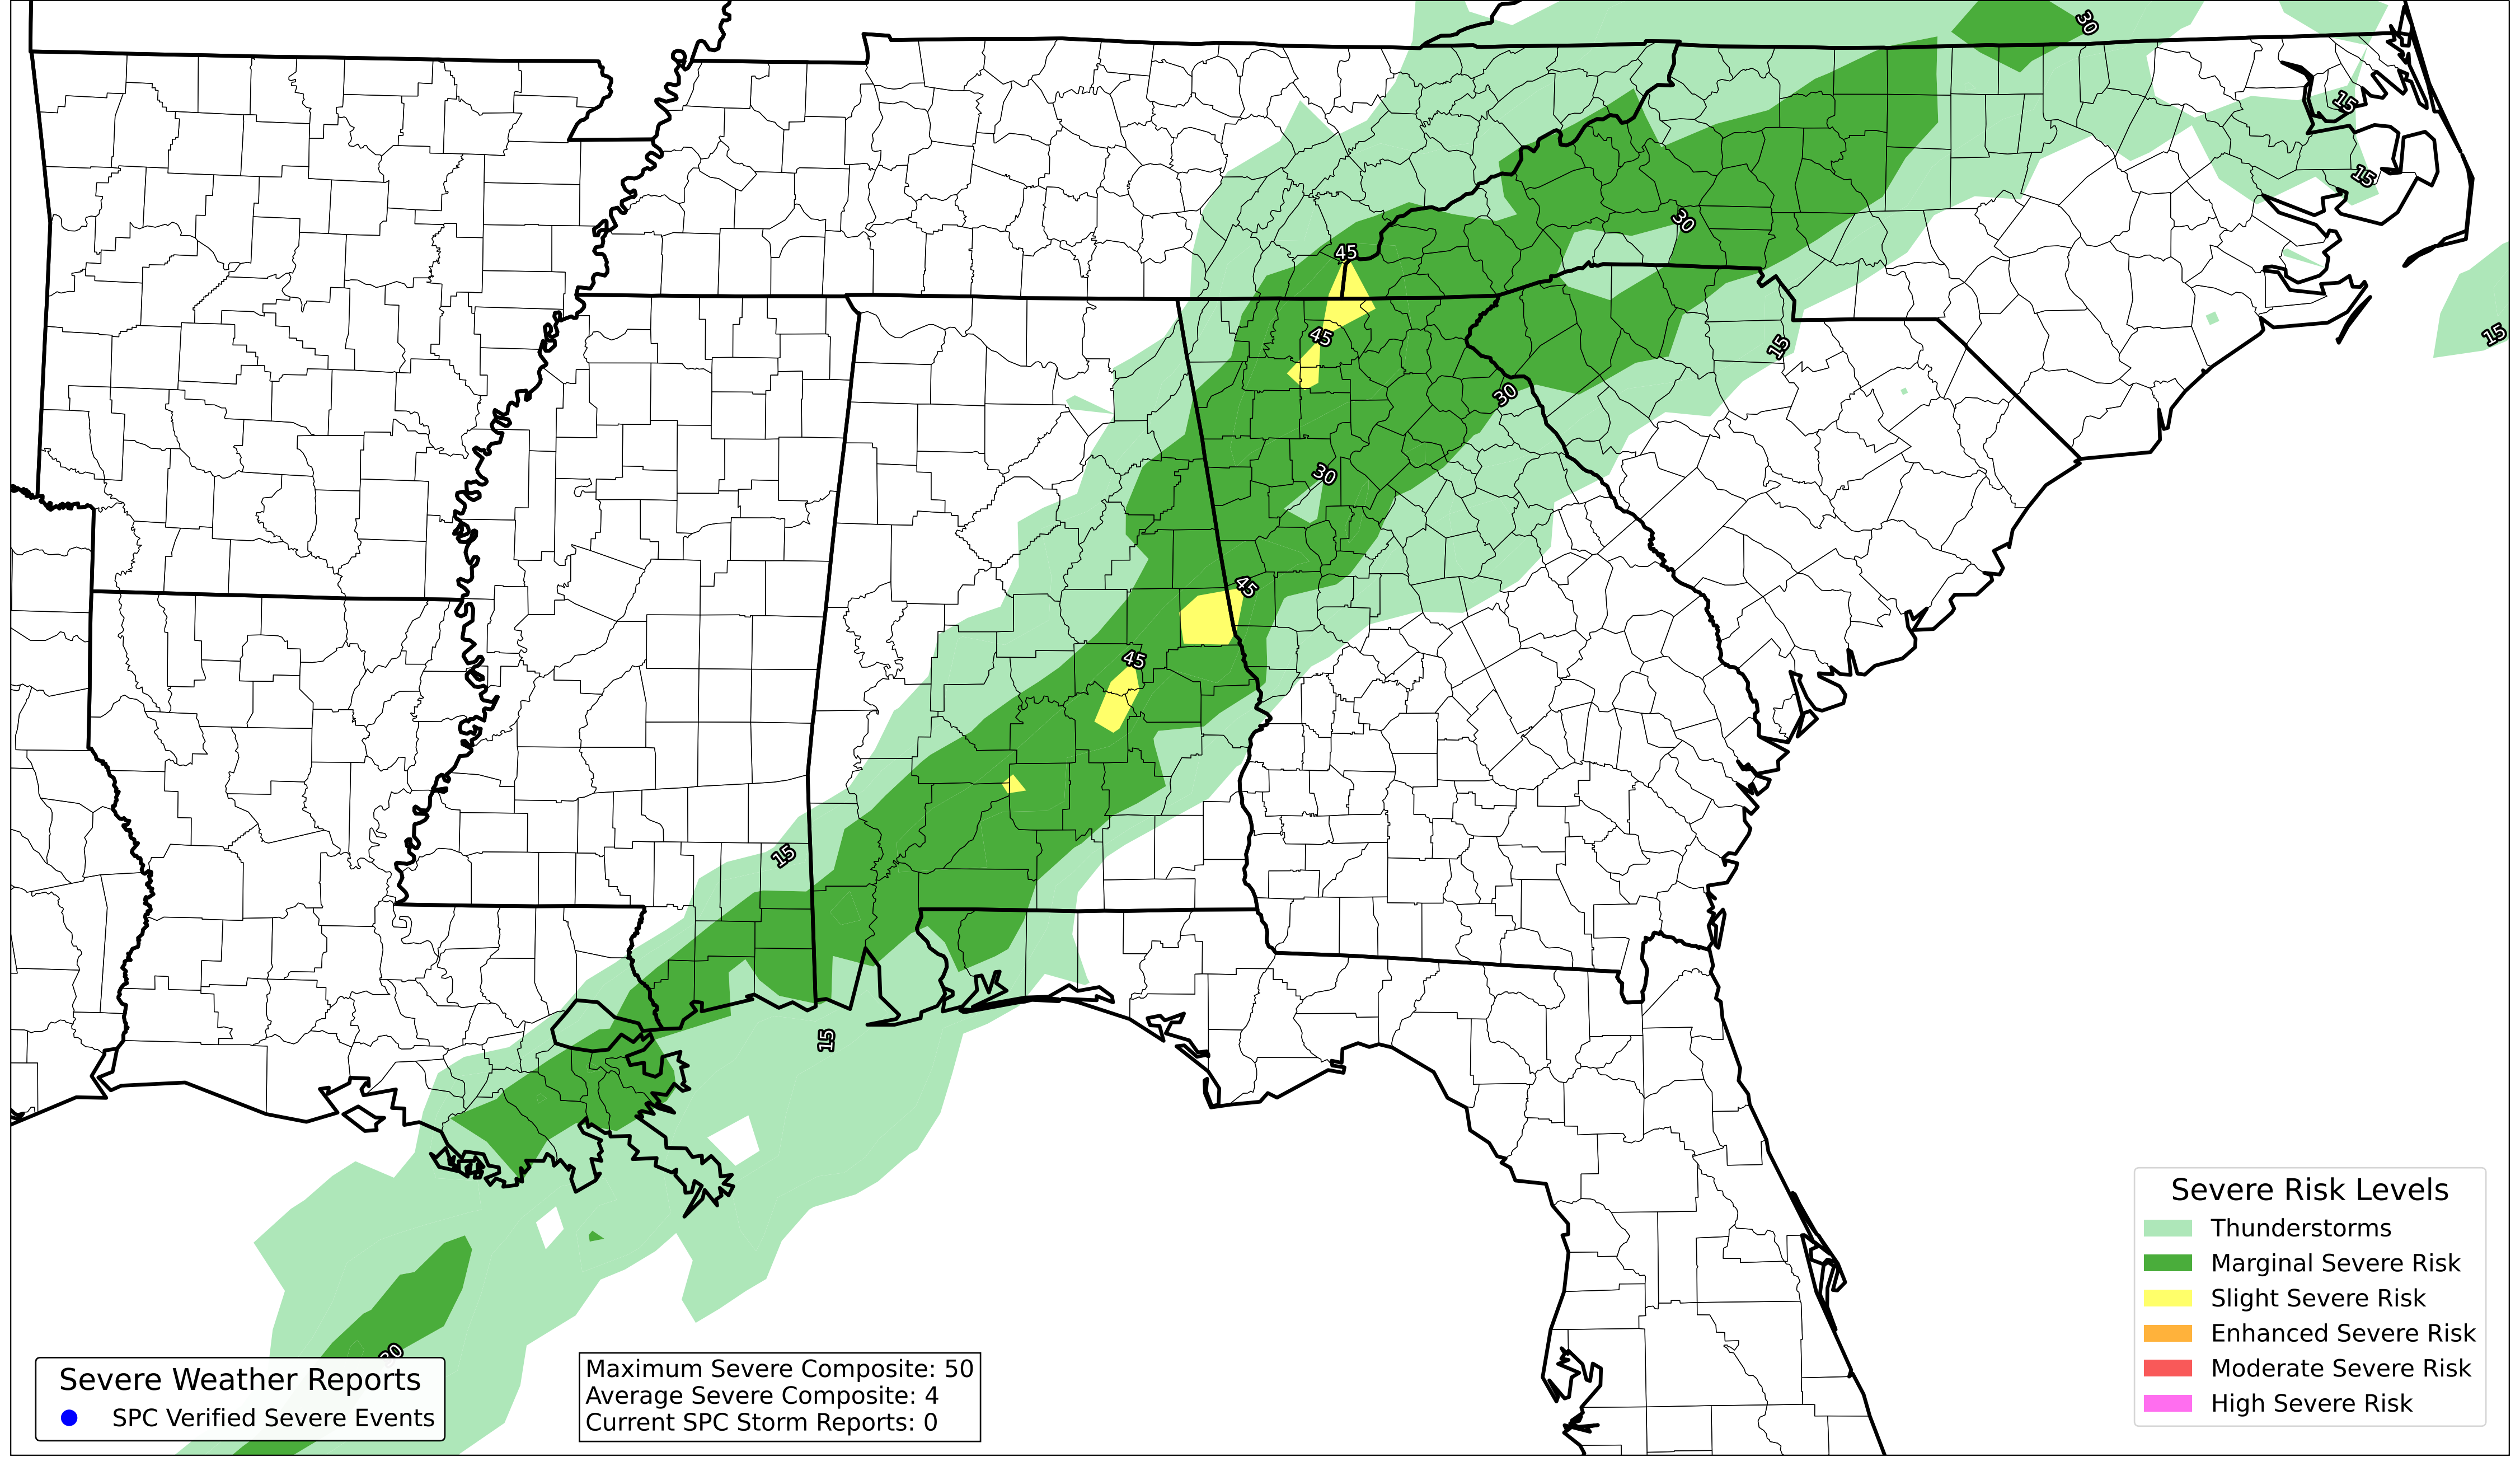 30
15
15
45
30
15
45
15
30
30
45
45
15
15
Severe Risk Levels
Thunderstorms
Marginal Severe Risk
Slight Severe Risk
Enhanced Severe Risk
Moderate Severe Risk
High Severe Risk
Severe Weather Reports
SPC Verified Severe Events
Maximum Severe Composite: 50
Average Severe Composite: 4
Current SPC Storm Reports: 0